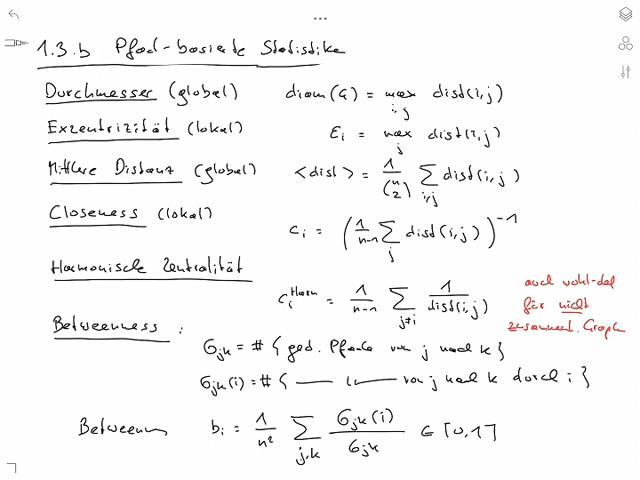 1.3.b Pfad-basierte Statistike
Durchmesser (global) diam(G) = max_{i,j} dist(i,j)
Exzentrizität (lokal) ε_i = max_j dist(i,j)
Mittlere Distanz (global) <dist> = 1/(n 2) ∑_{i,j} dist(i,j)
Closeness (lokal) c_i = (1/(n-1) ∑_j dist(i,j))^{-1}
Harmonische Zentralität
c_i^{Harm} = 1/(n-1) ∑_{j≠i} 1/dist(i,j)
auch wohl-def
für nicht
zusammenh. Graph
Betweenness :
σ_{jk} = # { geod. Pfade von j nach k }
σ_{jk}(i) = # { —— " —— von j nach k durch i }
Betweenn b_i = 1/n² ∑_{j,k} σ_{jk}(i)/σ_{jk} ∈ [0,1]